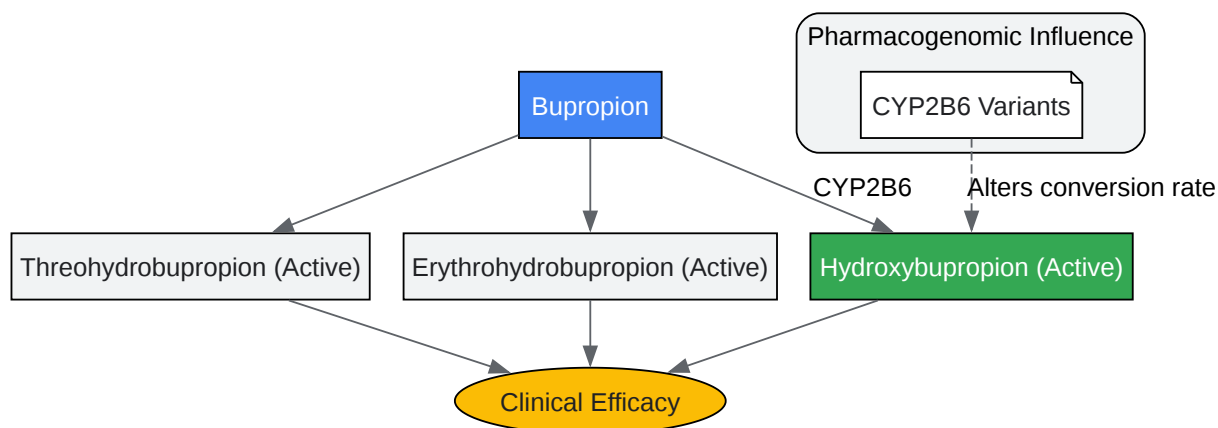 Pharmacogenomic Influence
Bupropion
CYP2B6 Variants
CYP2B6
Alters conversion rate
Threohydrobupropion (Active)
Erythrohydrobupropion (Active)
Hydroxybupropion (Active)
Clinical Efficacy